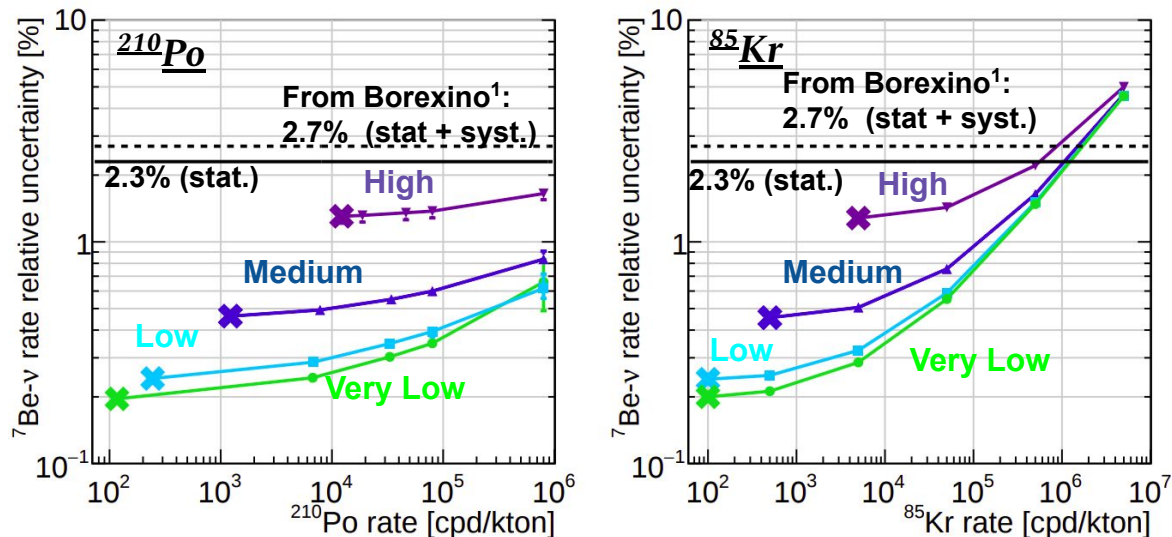 10
1
10⁻¹
⁷Be-ν rate relative uncertainty [%]
²¹⁰Po
From Borexino¹:
2.7% (stat + syst.)
2.3% (stat.)
High
Medium
Low
Very Low
10² 10³ 10⁴ 10⁵ 10⁶
²¹⁰Po rate [cpd/kton]
10
1
10⁻¹
⁷Be-ν rate relative uncertainty [%]
⁸⁵Kr
From Borexino¹:
2.7% (stat + syst.)
2.3% (stat.)
High
Medium
Low
Very Low
10² 10³ 10⁴ 10⁵ 10⁶ 10⁷
⁸⁵Kr rate [cpd/kton]